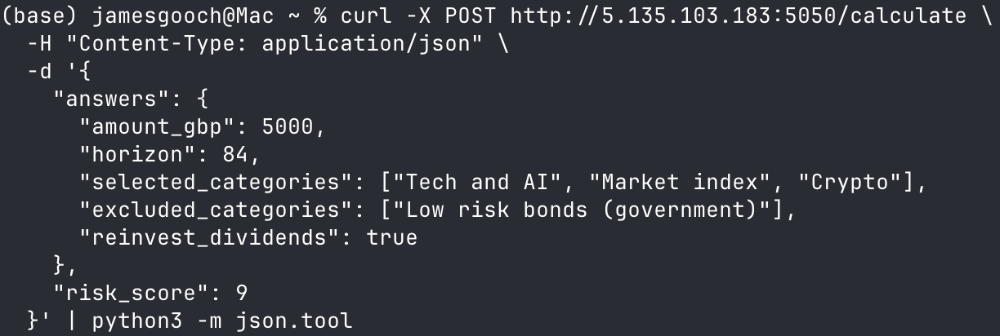 (base) jamesgooch@Mac ~ % curl -X POST http://5.135.103.183:5050/calculate \
  -H "Content-Type: application/json" \
  -d '{
    "answers": {
      "amount_gbp": 5000,
      "horizon": 84,
      "selected_categories": ["Tech and AI", "Market index", "Crypto"],
      "excluded_categories": ["Low risk bonds (government)"],
      "reinvest_dividends": true
    },
    "risk_score": 9
  }' | python3 -m json.tool